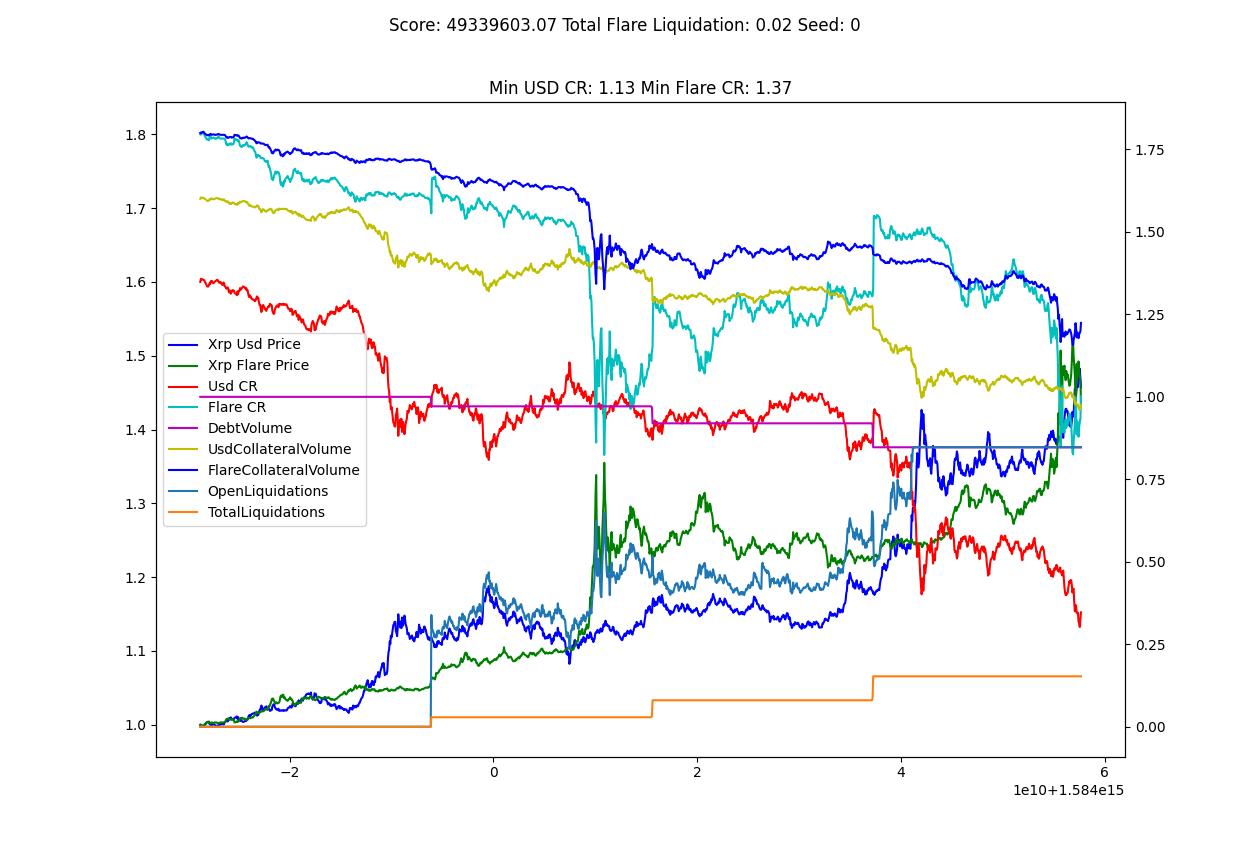 Score: 49339603.07 Total Flare Liquidation: 0.02 Seed: 0
Min USD CR: 1.13 Min Flare CR: 1.37
1.8
1.7
1.6
1.5
1.4
1.3
1.2
1.1
1.0
1.75
1.50
1.25
1.00
0.75
0.50
0.25
0.00
Xrp Usd Price
Xrp Flare Price
Usd CR
Flare CR
DebtVolume
UsdCollateralVolume
FlareCollateralVolume
OpenLiquidations
TotalLiquidations
−2 0 2 4 6
1e10+1.584e15